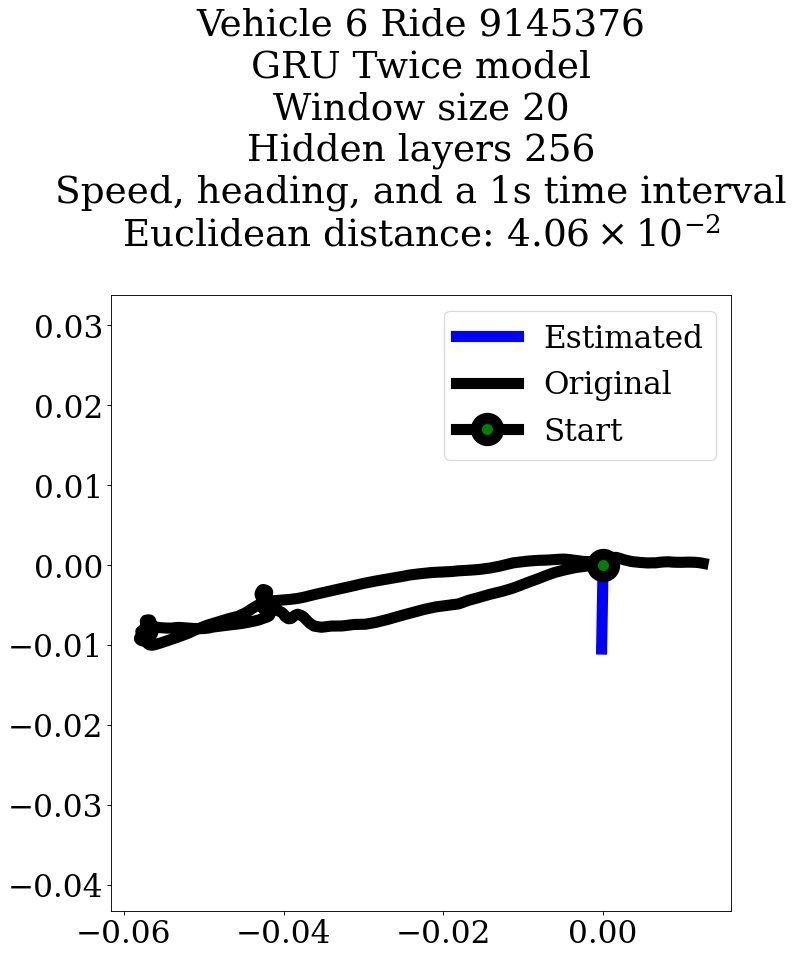 Vehicle 6 Ride 9145376
GRU Twice model
Window size 20
Hidden layers 256
Speed, heading, and a 1s time interval
Euclidean distance: 4.06 × 10⁻²
Estimated
Original
Start
0.03
0.02
0.01
0.00
−0.01
−0.02
−0.03
−0.04
−0.06 −0.04 −0.02 0.00